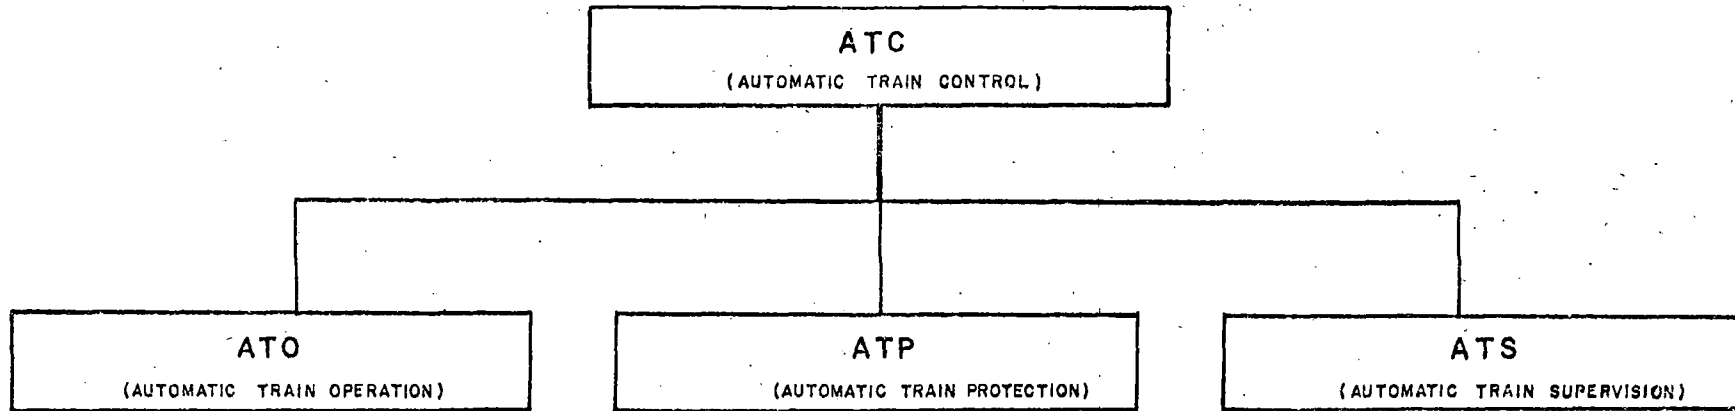 ATC
(AUTOMATIC TRAIN CONTROL)
ATO
(AUTOMATIC TRAIN OPERATION)
ATP
(AUTOMATIC TRAIN PROTECTION)
ATS
(AUTOMATIC TRAIN SUPERVISION)